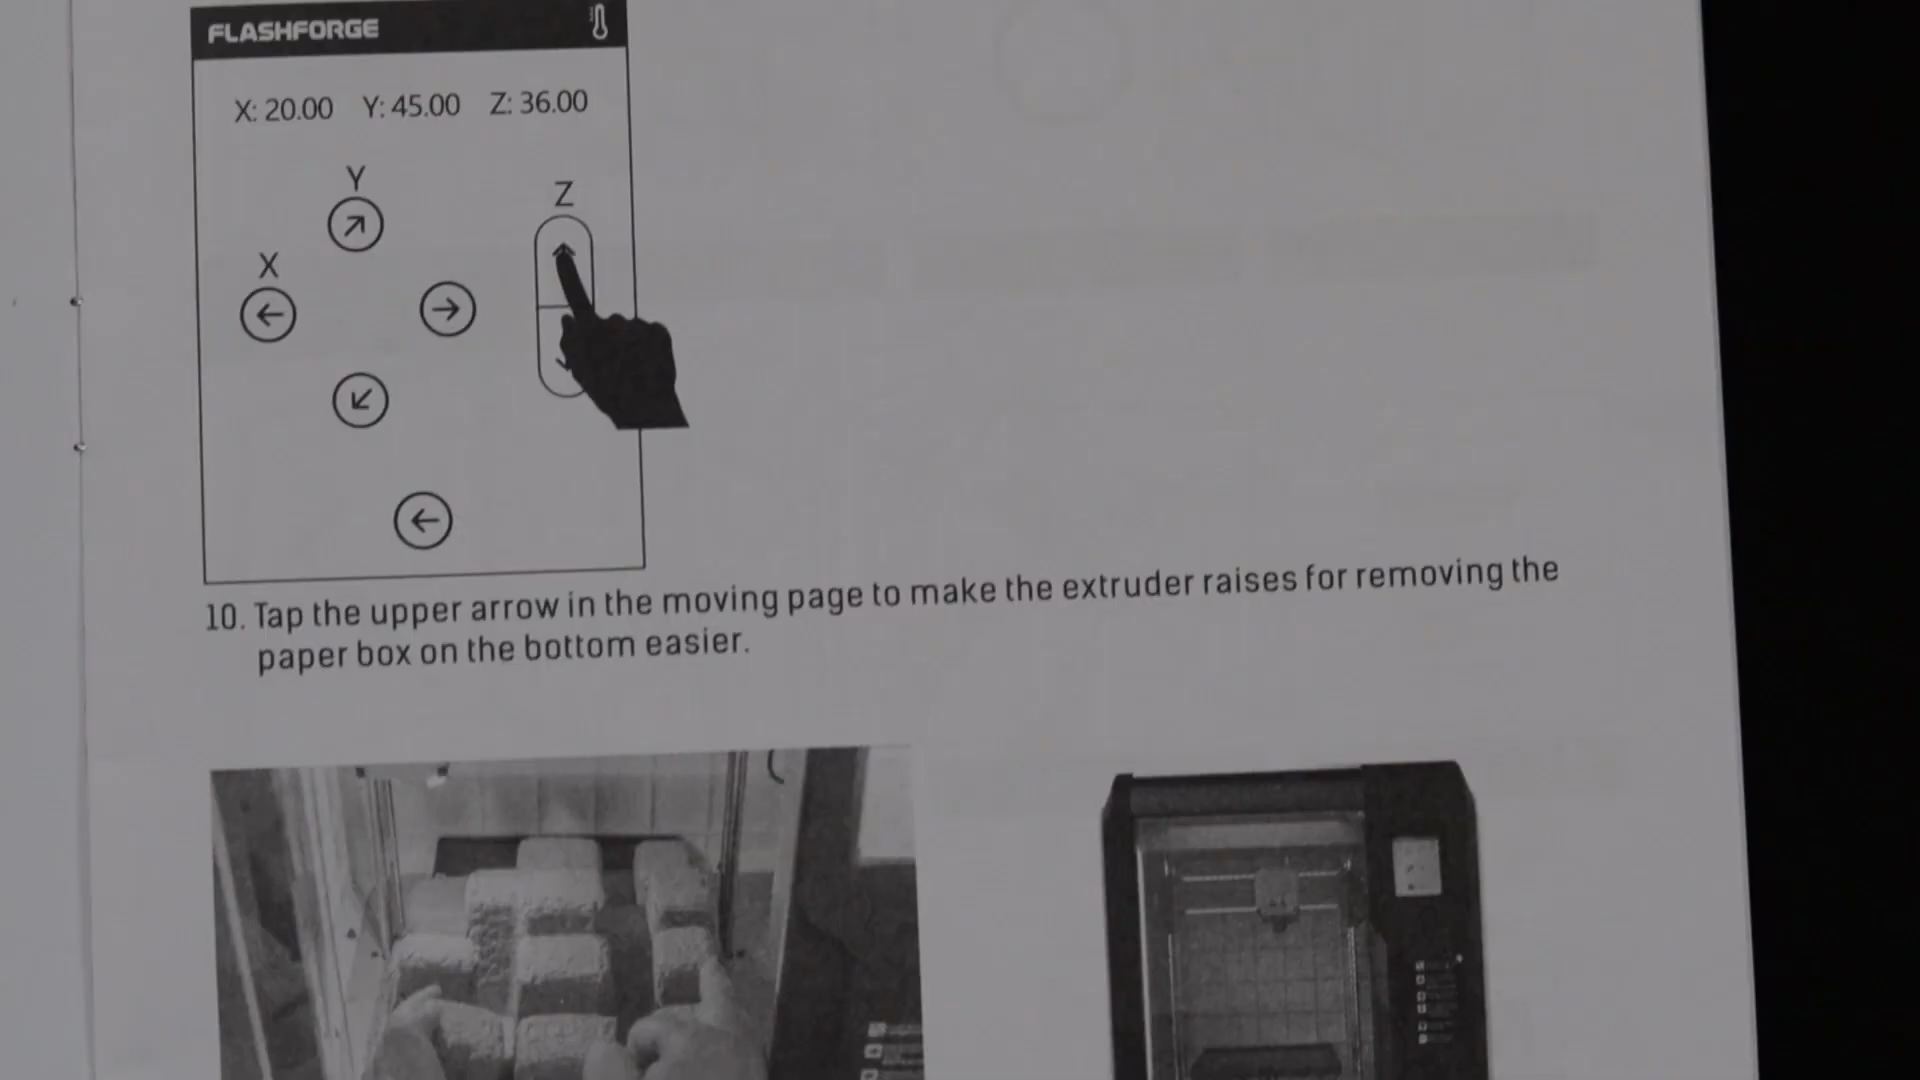 FLASHFORGE
X: 20.00 Y: 45.00 Z: 36.00
Y
Z
X
10. Tap the upper arrow in the moving page to make the extruder raises for removing the
paper box on the bottom easier.